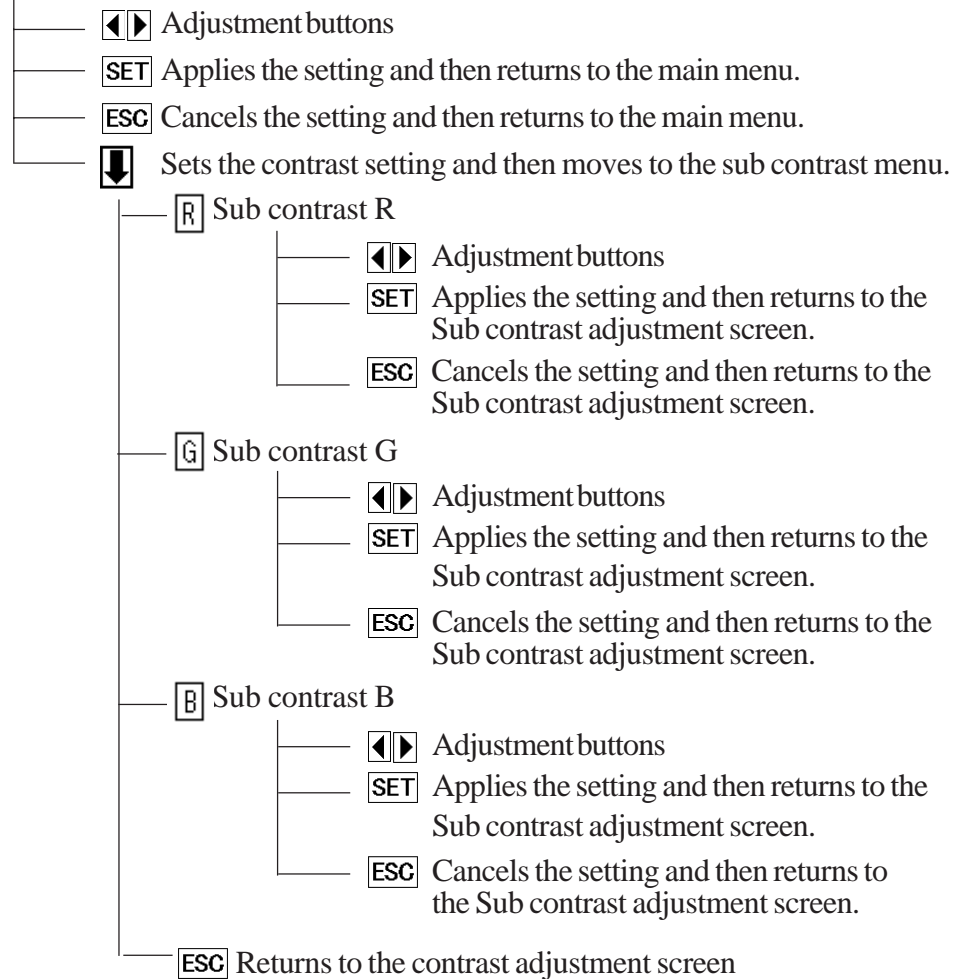 Adjustment buttons
SET Applies the setting and then returns to the main menu.
ESC Cancels the setting and then returns to the main menu.
Sets the contrast setting and then moves to the sub contrast menu.
R Sub contrast R
Adjustment buttons
SET Applies the setting and then returns to the
Sub contrast adjustment screen.
ESC Cancels the setting and then returns to the
Sub contrast adjustment screen.
G Sub contrast G
Adjustment buttons
SET Applies the setting and then returns to the
Sub contrast adjustment screen.
ESC Cancels the setting and then returns to the
Sub contrast adjustment screen.
B Sub contrast B
Adjustment buttons
SET Applies the setting and then returns to the
Sub contrast adjustment screen.
ESC Cancels the setting and then returns to
the Sub contrast adjustment screen.
ESC Returns to the contrast adjustment screen